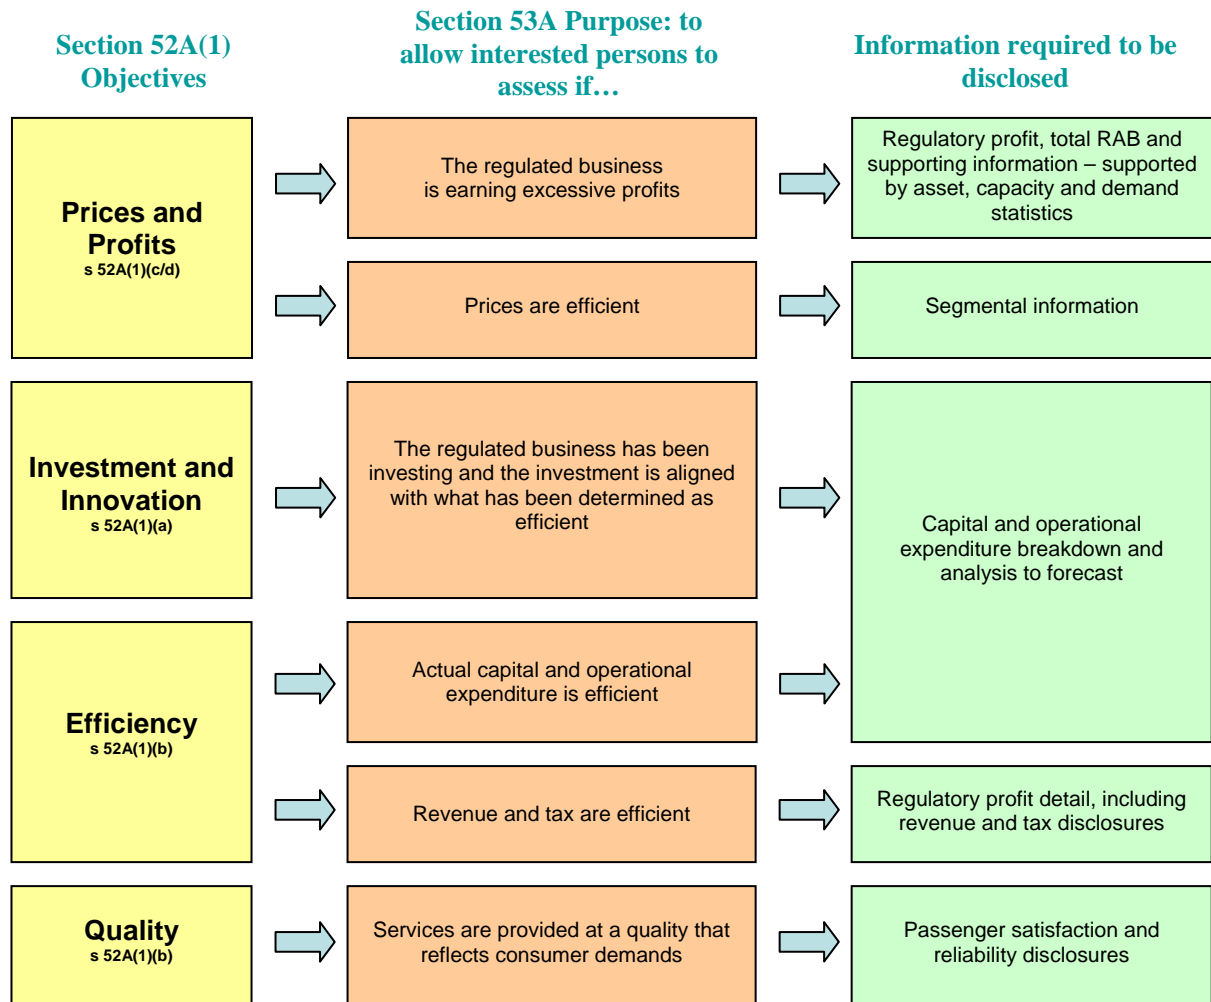 Section 52A(1)
Objectives
Section 53A Purpose: to
allow interested persons to
assess if…
Information required to be
disclosed
Prices and
Profits
s 52A(1)(c/d)
The regulated business
is earning excessive profits
Regulatory profit, total RAB and
supporting information – supported
by asset, capacity and demand
statistics
Prices are efficient
Segmental information
Investment and
Innovation
s 52A(1)(a)
The regulated business has been
investing and the investment is aligned
with what has been determined as
efficient
Capital and operational
expenditure breakdown and
analysis to forecast
Efficiency
s 52A(1)(b)
Actual capital and operational
expenditure is efficient
Revenue and tax are efficient
Regulatory profit detail, including
revenue and tax disclosures
Quality
s 52A(1)(b)
Services are provided at a quality that
reflects consumer demands
Passenger satisfaction and
reliability disclosures